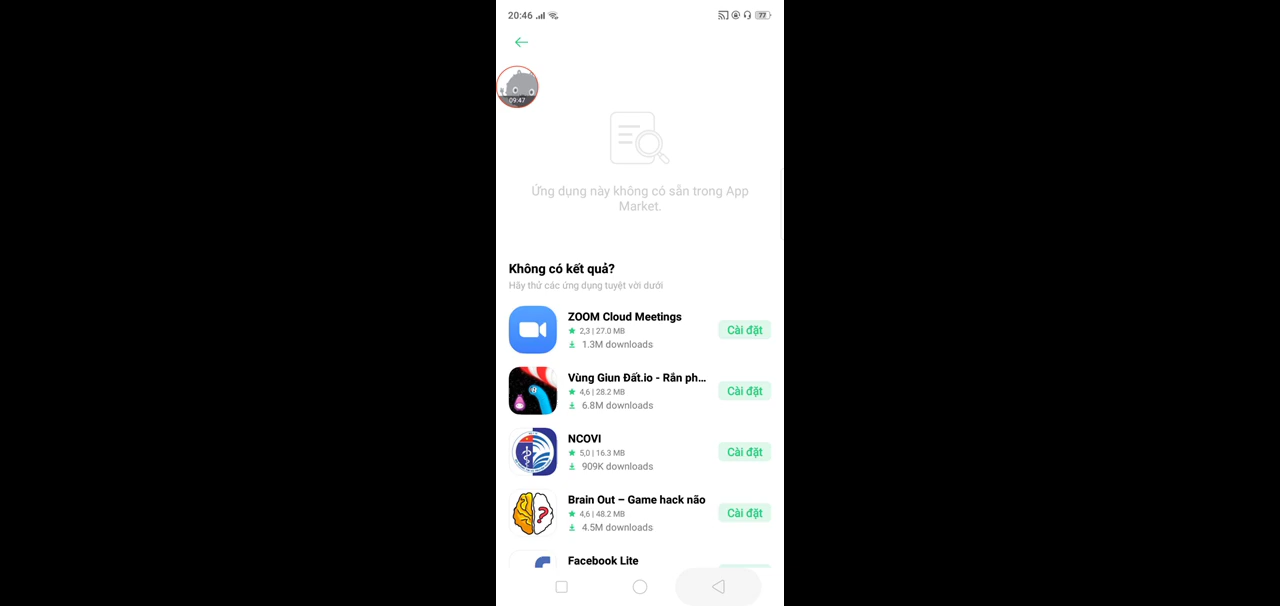 20:46
77
09:47
Ứng dụng này không có sẵn trong App
Market.
Không có kết quả?
Hãy thử các ứng dụng tuyệt vời dưới
ZOOM Cloud Meetings
2,3 | 27.0 MB
1.3M downloads
Cài đặt
Vùng Giun Đất.io - Rắn ph...
4,6 | 28.2 MB
6.8M downloads
Cài đặt
NCOVI
5,0 | 16.3 MB
909K downloads
Cài đặt
Brain Out – Game hack não
4,6 | 48.2 MB
4.5M downloads
Cài đặt
Facebook Lite